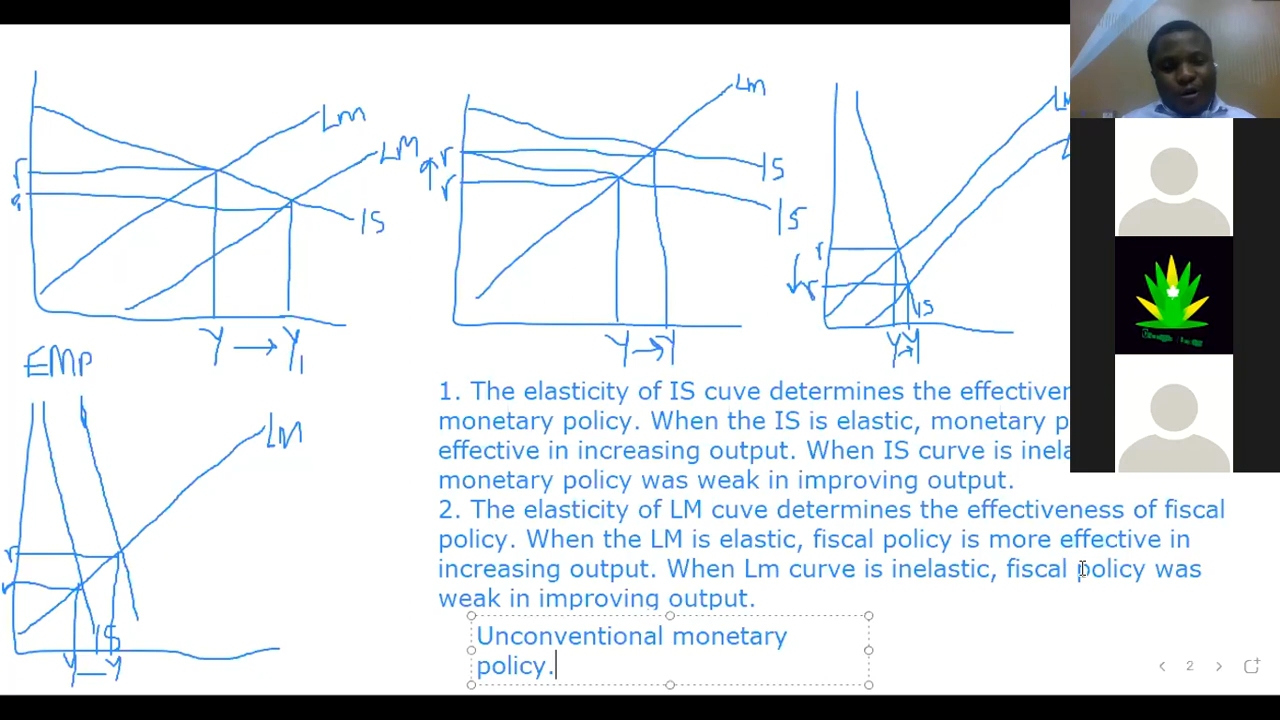 Lm
LM
r
IS
Y → Y1
EMP
Lm
r
r
IS
IS
Y → Y
r
r
IS
Y → Y
LM
r
r
IS
Y — Y
1. The elasticity of IS cuve determines the
monetary policy. When the IS is elastic, monetary
effective in increasing output. When IS curve is
monetary policy was weak in improving output.
2. The elasticity of LM cuve determines the effectiveness of fiscal
policy. When the LM is elastic, fiscal policy is more effective in
increasing output. When Lm curve is inelastic, fiscal policy was
weak in improving output.
Unconventional monetary
policy.
2